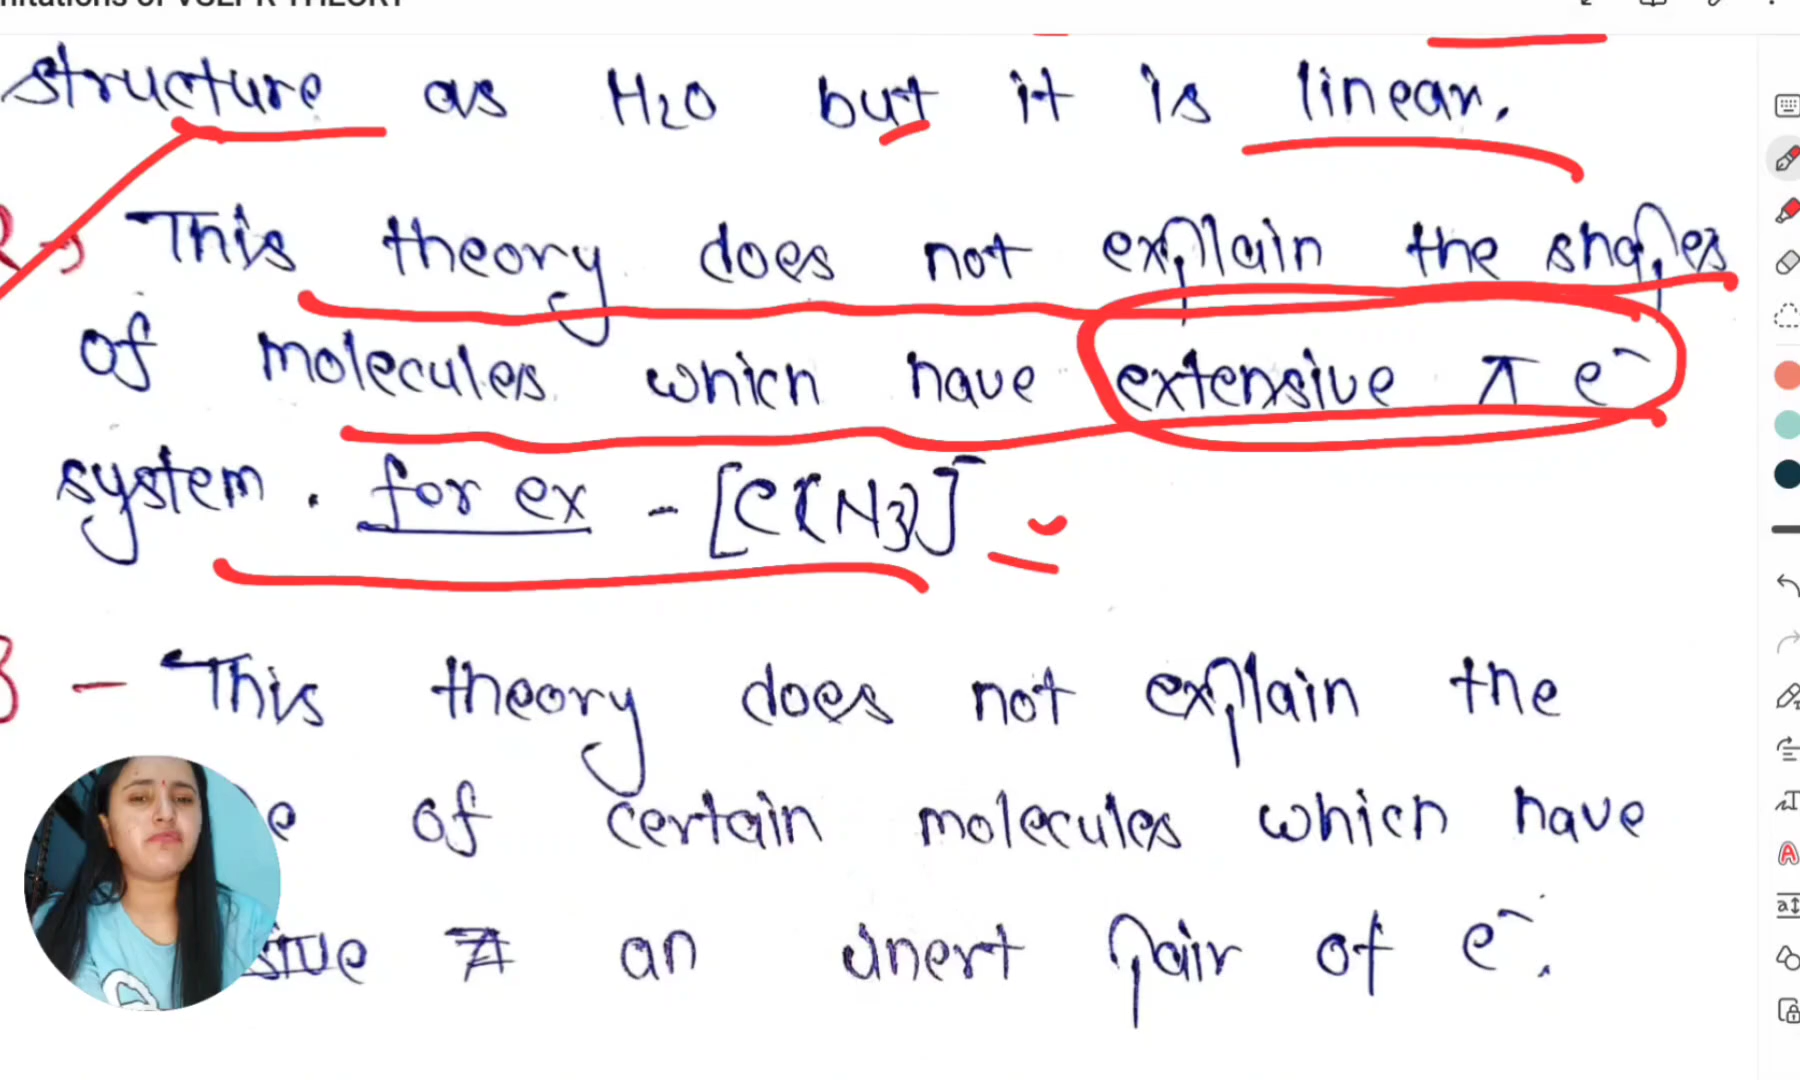 structure as H2O but it is linear.
2 → This theory does not explain the shapes
of molecules which have extensive π e⁻
system. for ex - [C(N3)]⁻
3 - This theory does not explain the
e of certain molecules which have
an inert pair of e⁻.